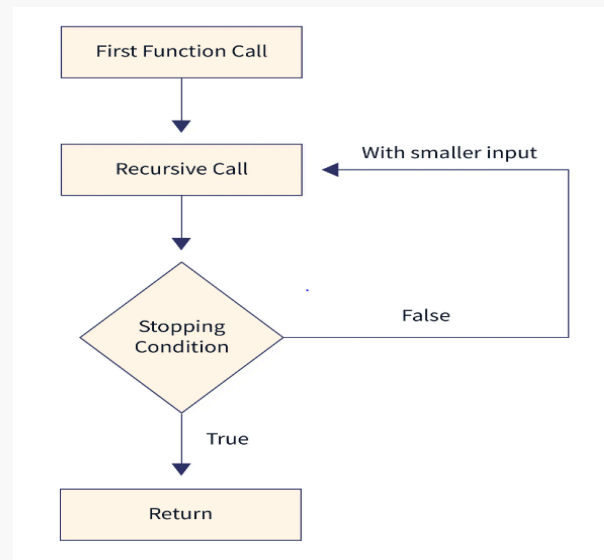 First Function Call
With smaller input
Recursive Call
False
Stopping
Condition
True
Return